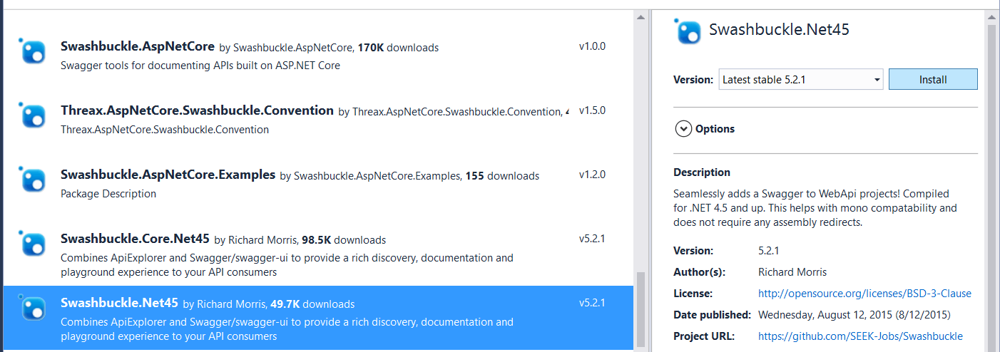 Swashbuckle.AspNetCore by Swashbuckle.AspNetCore, 170K downloads v1.0.0
Swagger tools for documenting APIs built on ASP.NET Core
Threax.AspNetCore.Swashbuckle.Convention by Threax.AspNetCore.Swashbuckle.Convention, v1.5.0
Threax.AspNetCore.Swashbuckle.Convention
Swashbuckle.AspNetCore.Examples by Swashbuckle.AspNetCore.Examples, 155 downloads v1.2.0
Package Description
Swashbuckle.Core.Net45 by Richard Morris, 98.5K downloads v5.2.1
Combines ApiExplorer and Swagger/swagger-ui to provide a rich discovery, documentation and
playground experience to your API consumers
Swashbuckle.Net45 by Richard Morris, 49.7K downloads v5.2.1
Combines ApiExplorer and Swagger/swagger-ui to provide a rich discovery, documentation and
playground experience to your API consumers
Swashbuckle.Net45
Version: Latest stable 5.2.1 Install
Options
Description
Seamlessly adds a Swagger to WebApi projects! Compiled
for .NET 4.5 and up. This helps with mono compatability and
does not require any assembly redirects.
Version: 5.2.1
Author(s): Richard Morris
License: http://opensource.org/licenses/BSD-3-Clause
Date published: Wednesday, August 12, 2015 (8/12/2015)
Project URL: https://github.com/SEEK-Jobs/Swashbuckle